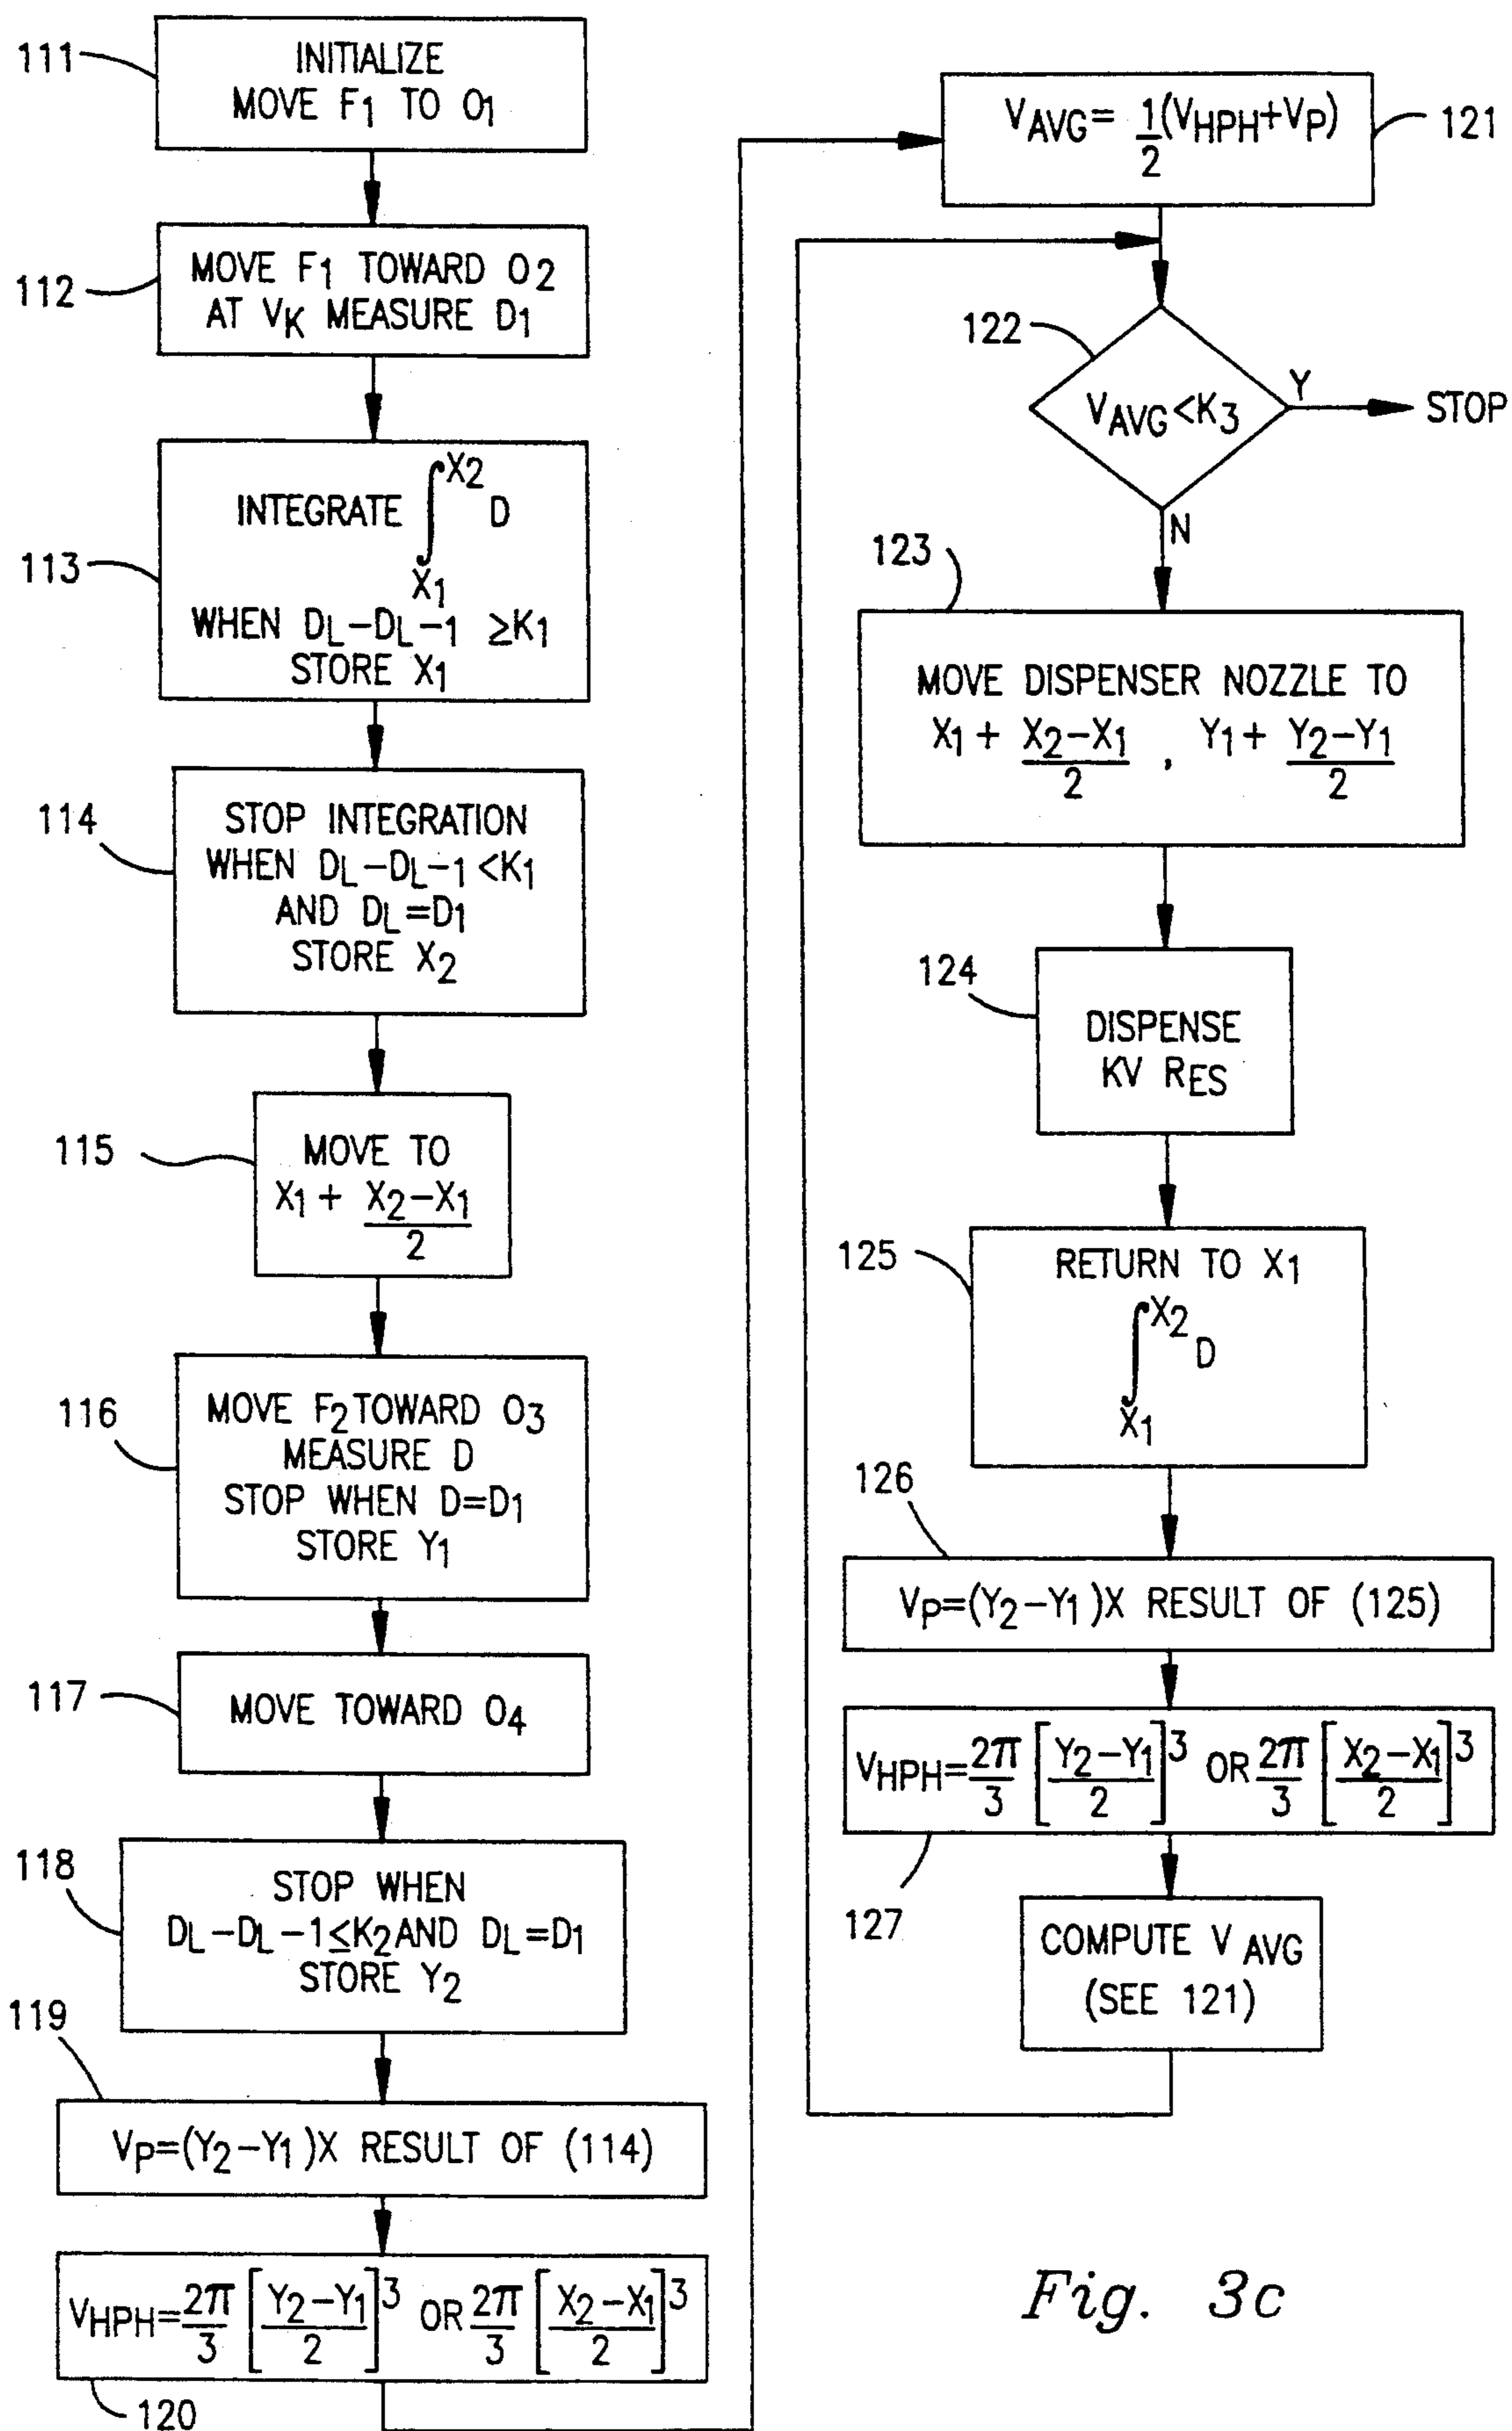 111
INITIALIZE
MOVE F1 TO O1
112
MOVE F1 TOWARD O2
AT VK MEASURE D1
113
INTEGRATE ∫ X2 X1 D
WHEN DL-DL-1 ≥K1
STORE X1
114
STOP INTEGRATION
WHEN DL-DL-1 <K1
AND DL=D1
STORE X2
115
MOVE TO
X1 + X2-X1
2
116
MOVE F2 TOWARD O3
MEASURE D
STOP WHEN D=D1
STORE Y1
117
MOVE TOWARD O4
118
STOP WHEN
DL-DL-1≤K2 AND DL=D1
STORE Y2
119
VP=(Y2-Y1)X RESULT OF (114)
VHPH=2π/3 [Y2-Y1/2]3 OR 2π/3 [X2-X1/2]3
120
VAVG= 1/2(VHPH+VP)
121
122
VAVG<K3
Y
STOP
N
123
MOVE DISPENSER NOZZLE TO
X1 + X2-X1/2 , Y1 + Y2-Y1/2
124
DISPENSE
KV RES
125
RETURN TO X1
∫ X2 X1 D
126
VP=(Y2-Y1)X RESULT OF (125)
VHPH=2π/3 [Y2-Y1/2]3 OR 2π/3 [X2-X1/2]3
127
COMPUTE V AVG
(SEE 121)
Fig. 3c